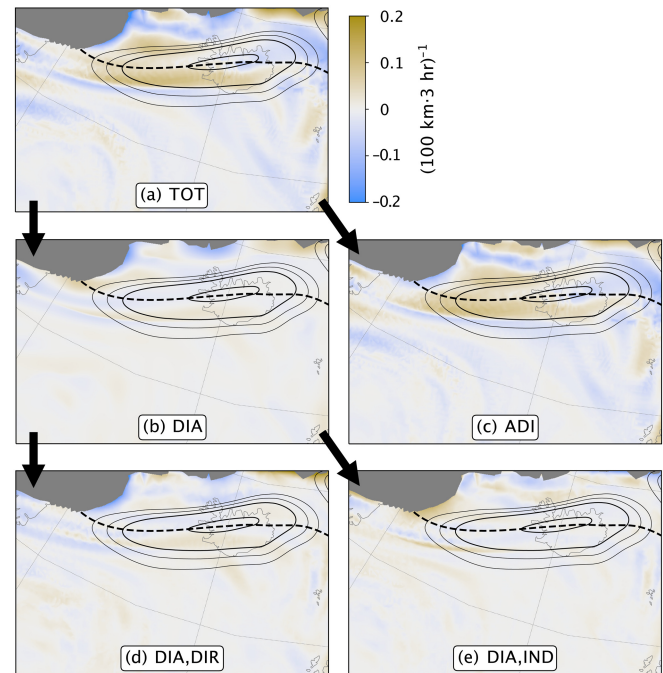 0.2
0.1
0
−0.1
−0.2
(100 km·3 hr)⁻¹
(a) TOT
(b) DIA
(c) ADI
(d) DIA,DIR
(e) DIA,IND